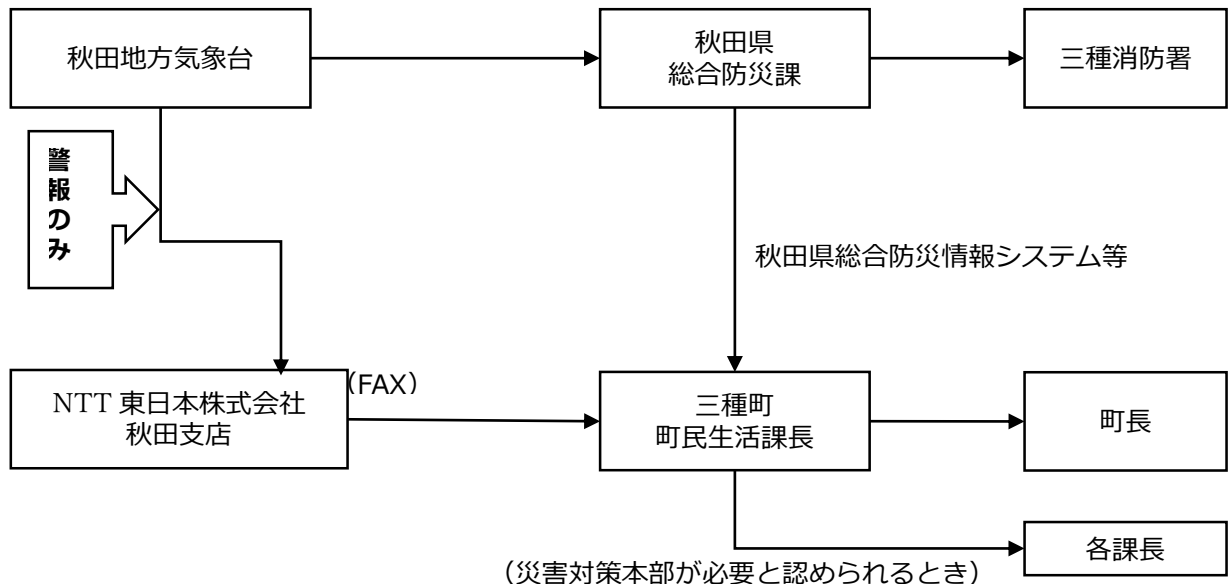 秋田地方気象台
秋田県
総合防災課
三種消防署
警報のみ
秋田県総合防災情報システム等
NTT 東日本株式会社
秋田支店
(FAX)
三種町
町民生活課長
町長
各課長
（災害対策本部が必要と認められるとき）